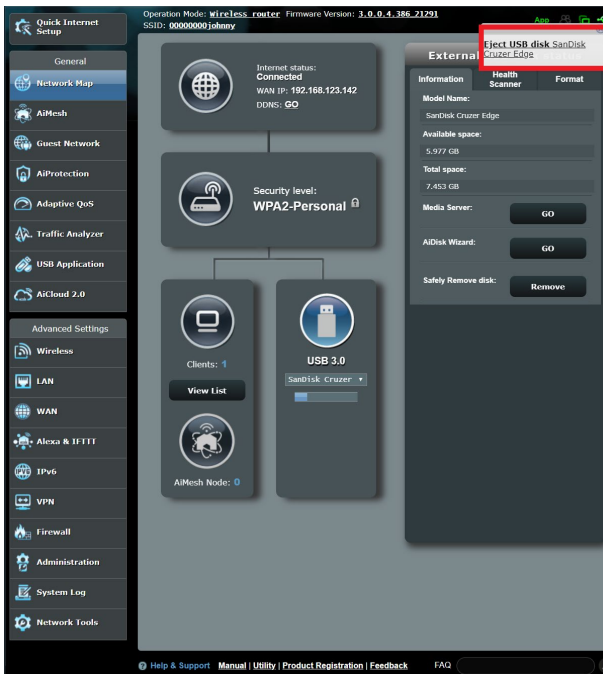 Quick Internet
Setup
General
Network Map
AiMesh
Guest Network
AiProtection
Adaptive QoS
Traffic Analyzer
USB Application
AiCloud 2.0
Advanced Settings
Wireless
LAN
WAN
Alexa & IFTTT
IPv6
VPN
Firewall
Administration
System Log
Network Tools
Operation Mode: Wireless router Firmware Version: 3.0.0.4.386_21291
SSID: 00000000johnny
App
Internet status:
Connected
WAN IP: 192.168.123.142
DDNS: GO
Security level:
WPA2-Personal
Clients: 1
View List
AiMesh Node: 0
USB 3.0
SanDisk Cruzer
Eject USB disk SanDisk
Cruzer Edge
Externa
Information
Health
Scanner
Format
Model Name:
SanDisk Cruzer Edge
Available space:
5.977 GB
Total space:
7.453 GB
Media Server:
GO
AiDisk Wizard:
GO
Safely Remove
disk:
Remove
Help & Support Manual | Utility | Product Registration | Feedback FAQ